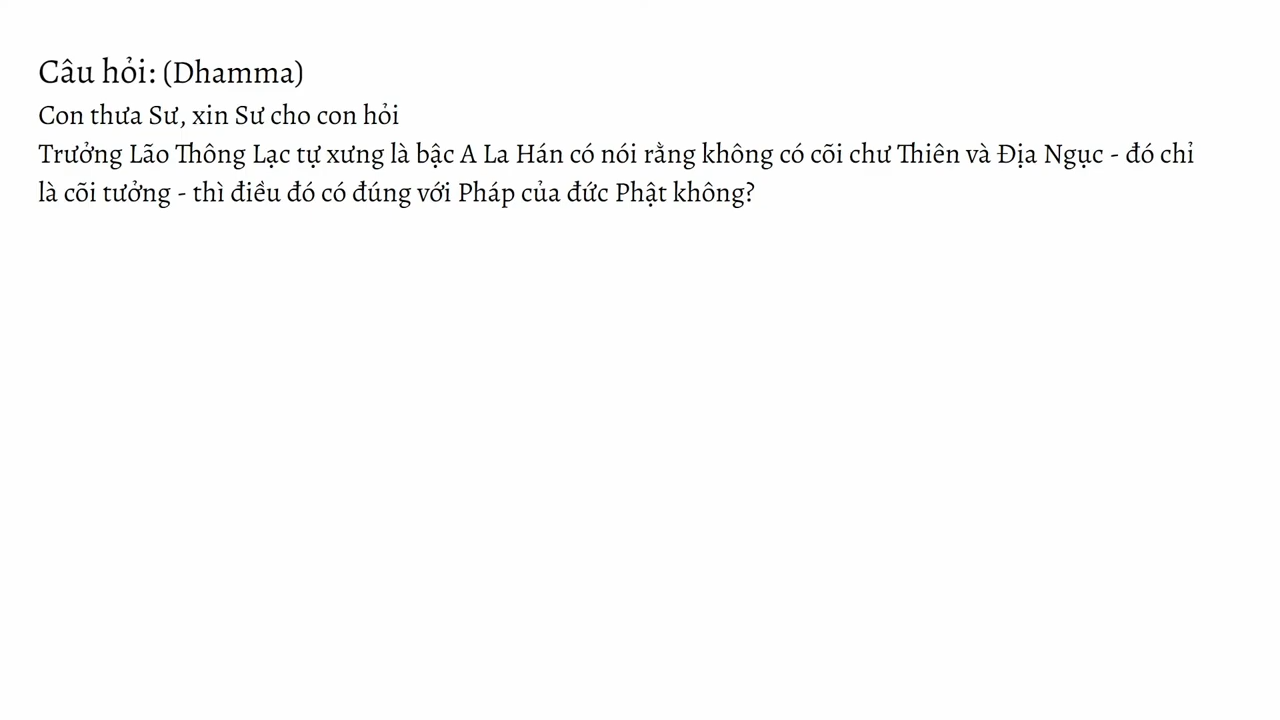 Câu hỏi: (Dhamma)
Con thưa Sư, xin Sư cho con hỏi
Trưởng Lão Thông Lạc tự xưng là bậc A La Hán có nói rằng không có cõi chư Thiên và Địa Ngục - đó chỉ
là cõi tưởng - thì điều đó có đúng với Pháp của đức Phật không?